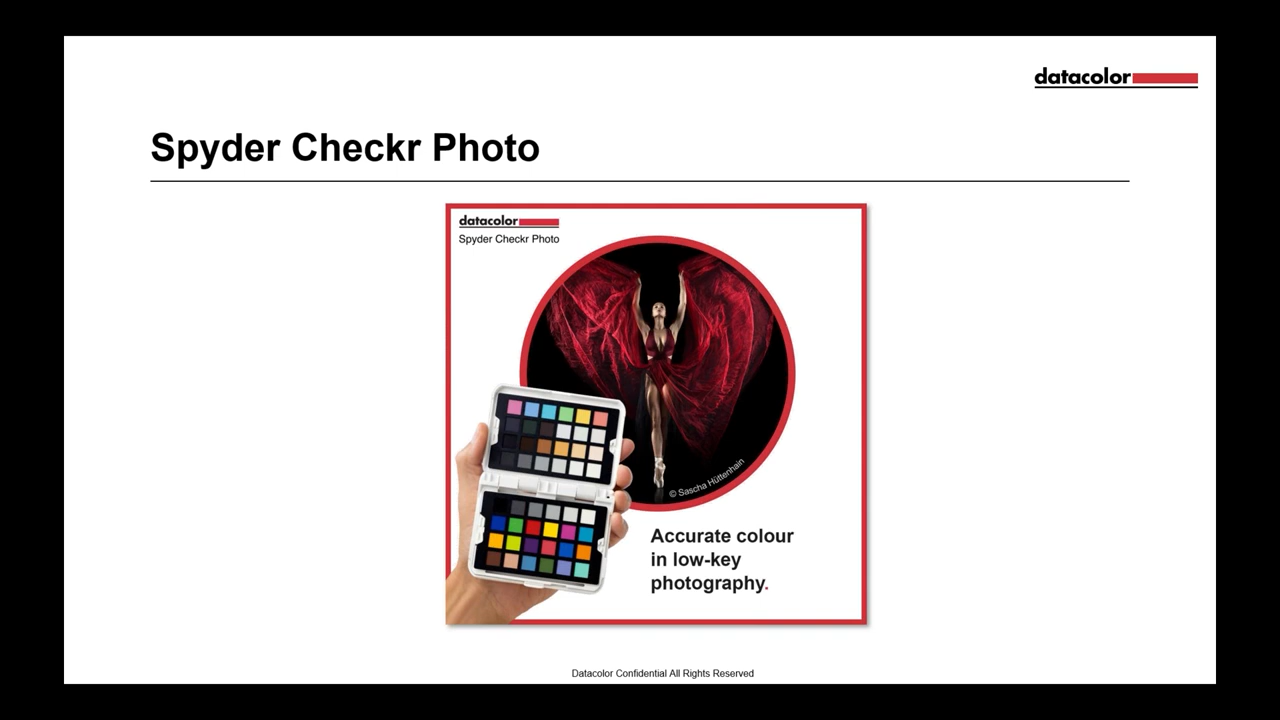 datacolor
Spyder Checkr Photo
datacolor
Spyder Checkr Photo
© Sascha Hüttenhain
Accurate colour
in low-key
photography.
Datacolor Confidential All Rights Reserved